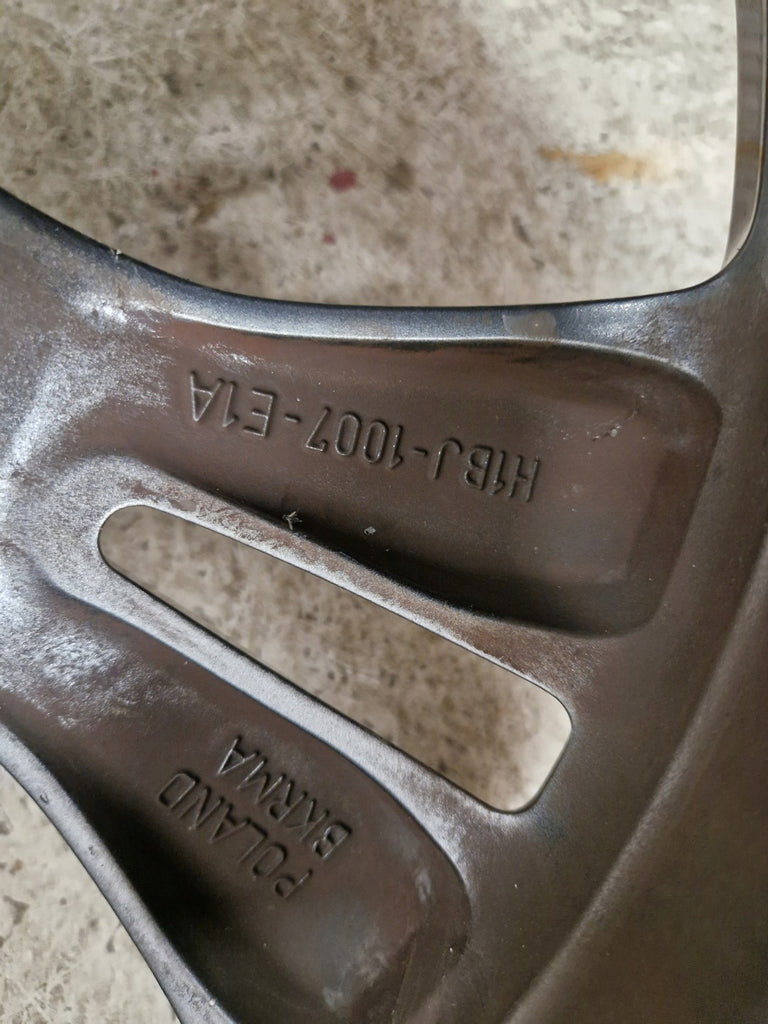 H1BJ-1007-E1A
POLAND
BKRMA